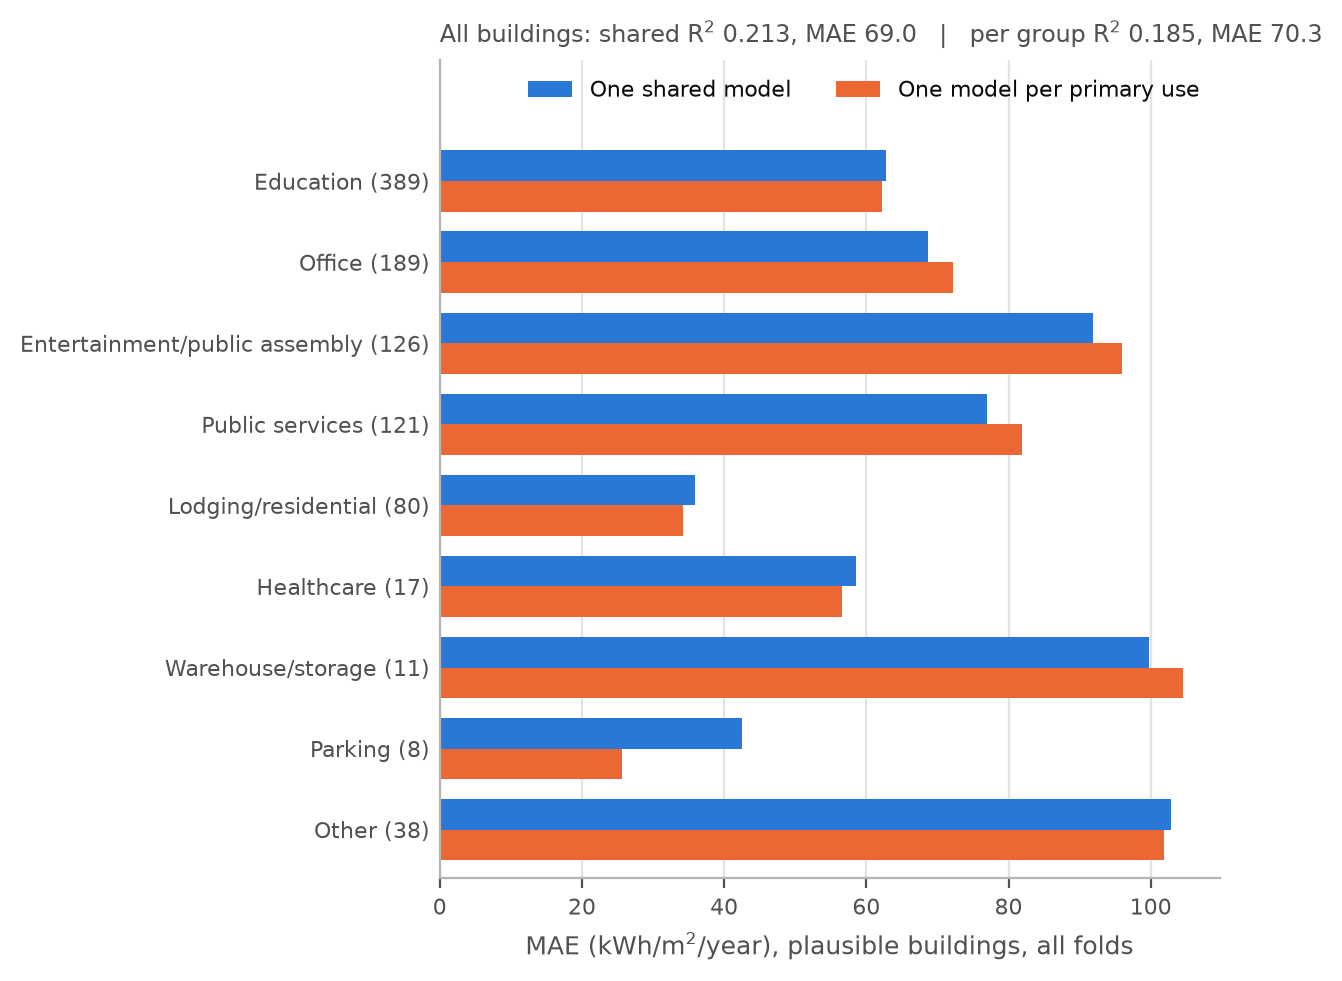 All buildings: shared R² 0.213, MAE 69.0 | per group R² 0.185, MAE 70.3
One shared model
One model per primary use
Education (389)
Office (189)
Entertainment/public assembly (126)
Public services (121)
Lodging/residential (80)
Healthcare (17)
Warehouse/storage (11)
Parking (8)
Other (38)
0 20 40 60 80 100
MAE (kWh/m²/year), plausible buildings, all folds